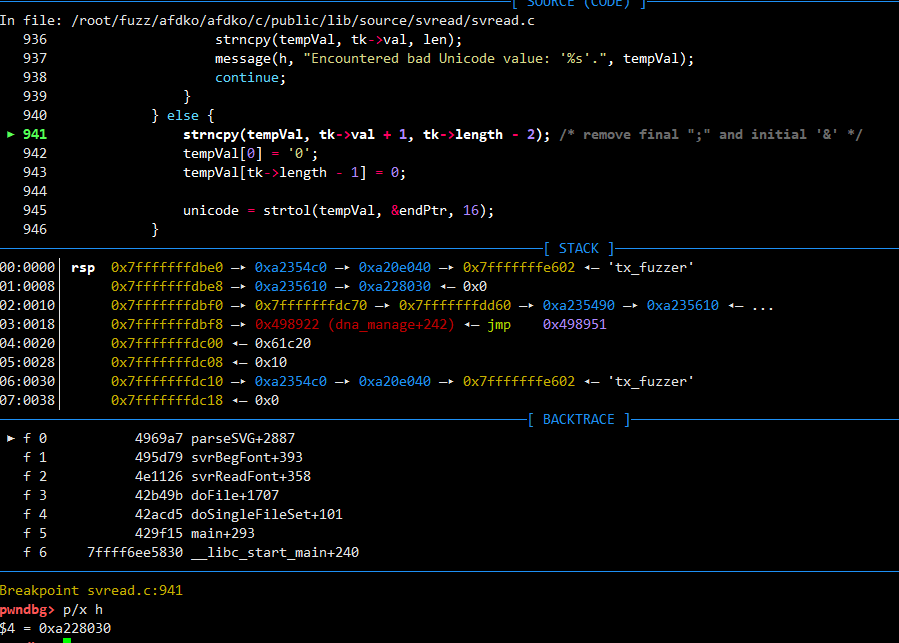 [ SOURCE (CODE) ]
In file: /root/fuzz/afdko/afdko/c/public/lib/source/svread/svread.c
936 strncpy(tempVal, tk->val, len);
937 message(h, "Encountered bad Unicode value: '%s'.", tempVal);
938 continue;
939 }
940 } else {
► 941 strncpy(tempVal, tk->val + 1, tk->length - 2); /* remove final ";" and initial '&' */
942 tempVal[0] = '0';
943 tempVal[tk->length - 1] = 0;
944
945 unicode = strtol(tempVal, &endPtr, 16);
946 }
[ STACK ]
00:0000│ rsp 0x7fffffffdbe0 —▸ 0xa2354c0 —▸ 0xa20e040 —▸ 0x7fffffffe602 ◂— 'tx_fuzzer'
01:0008│ 0x7fffffffdbe8 —▸ 0xa235610 —▸ 0xa228030 ◂— 0x0
02:0010│ 0x7fffffffdbf0 —▸ 0x7fffffffdc70 —▸ 0x7fffffffdd60 —▸ 0xa235490 —▸ 0xa235610 ◂— ...
03:0018│ 0x7fffffffdbf8 —▸ 0x498922 (dna_manage+242) ◂— jmp 0x498951
04:0020│ 0x7fffffffdc00 ◂— 0x61c20
05:0028│ 0x7fffffffdc08 ◂— 0x10
06:0030│ 0x7fffffffdc10 —▸ 0xa2354c0 —▸ 0xa20e040 —▸ 0x7fffffffe602 ◂— 'tx_fuzzer'
07:0038│ 0x7fffffffdc18 ◂— 0x0
[ BACKTRACE ]
► f 0 4969a7 parseSVG+2887
f 1 495d79 svrBegFont+393
f 2 4e1126 svrReadFont+358
f 3 42b49b doFile+1707
f 4 42acd5 doSingleFileSet+101
f 5 429f15 main+293
f 6 7ffff6ee5830 __libc_start_main+240
Breakpoint svread.c:941
pwndbg> p/x h
$4 = 0xa228030